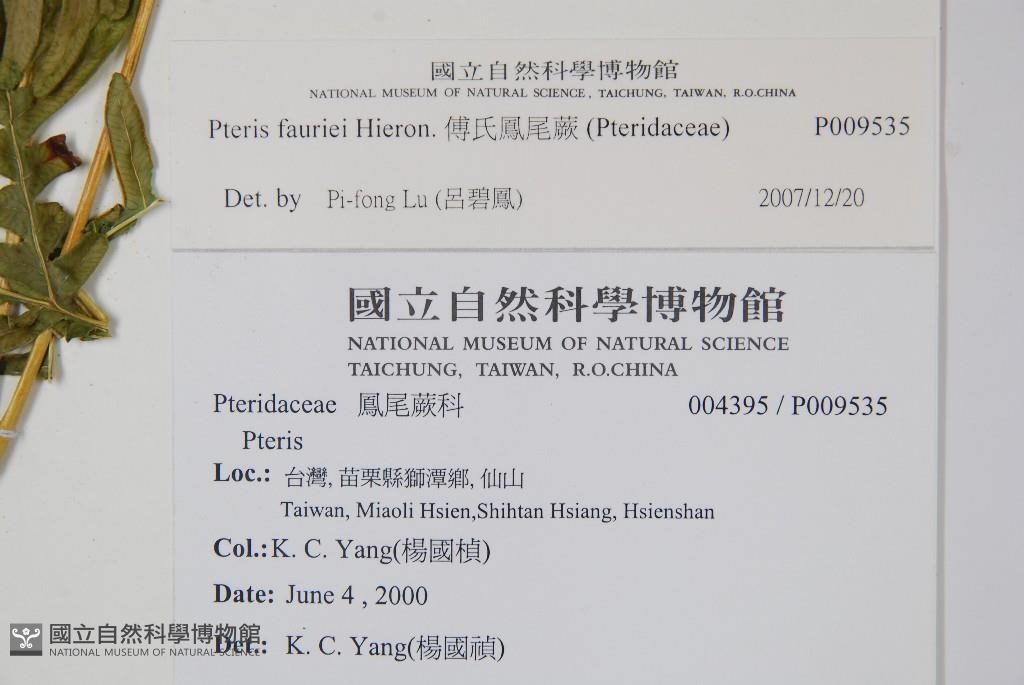 國立自然科學博物館
NATIONAL MUSEUM OF NATURAL SCIENCE, TAICHUNG, TAIWAN, R.O.CHINA
Pteris fauriei Hieron. 傅氏鳳尾蕨 (Pteridaceae) P009535
Det. by Pi-fong Lu (呂碧鳳) 2007/12/20
國立自然科學博物館
NATIONAL MUSEUM OF NATURAL SCIENCE
TAICHUNG, TAIWAN, R.O.CHINA
Pteridaceae 鳳尾蕨科 004395 / P009535
Pteris
Loc.: 台灣, 苗栗縣獅潭鄉, 仙山
Taiwan, Miaoli Hsien,Shihtan Hsiang, Hsienshan
Col.:K. C. Yang(楊國楨)
Date: June 4 , 2000
Det.: K. C. Yang(楊國禎)
國立自然科學博物館
NATIONAL MUSEUM OF NATURAL SCIENCE